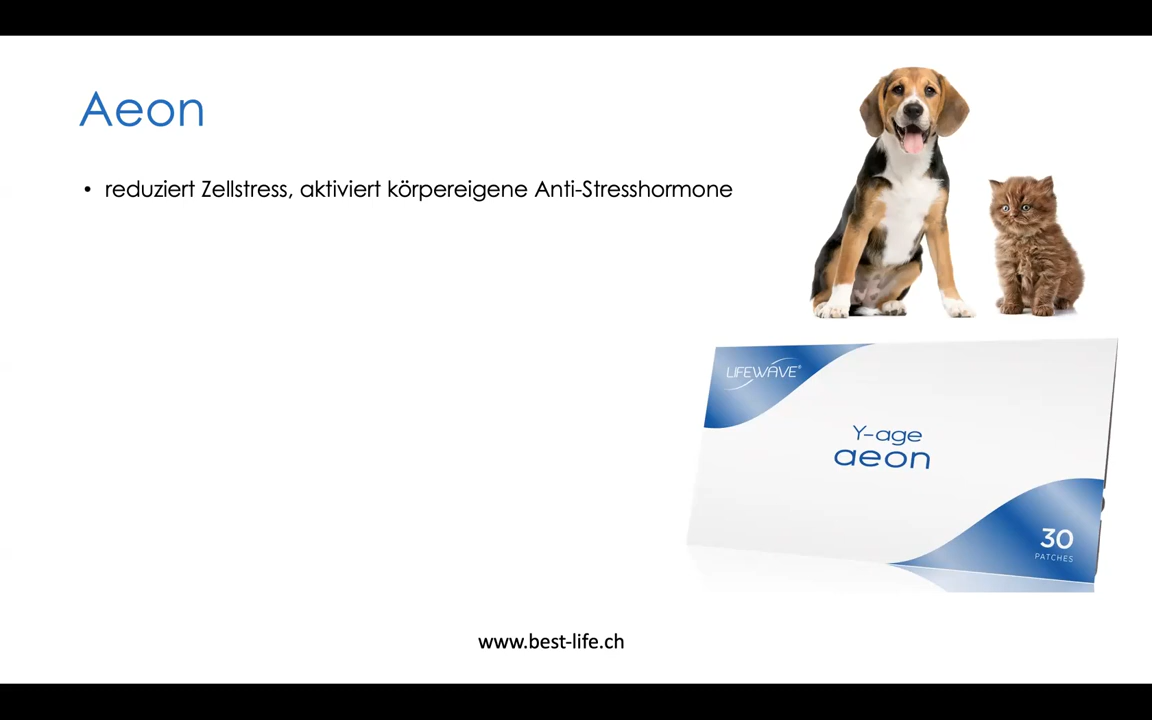 Aeon
• reduziert Zellstress, aktiviert körpereigene Anti-Stresshormone
LIFEWAVE®
Y-age
aeon
30
PATCHES
www.best-life.ch